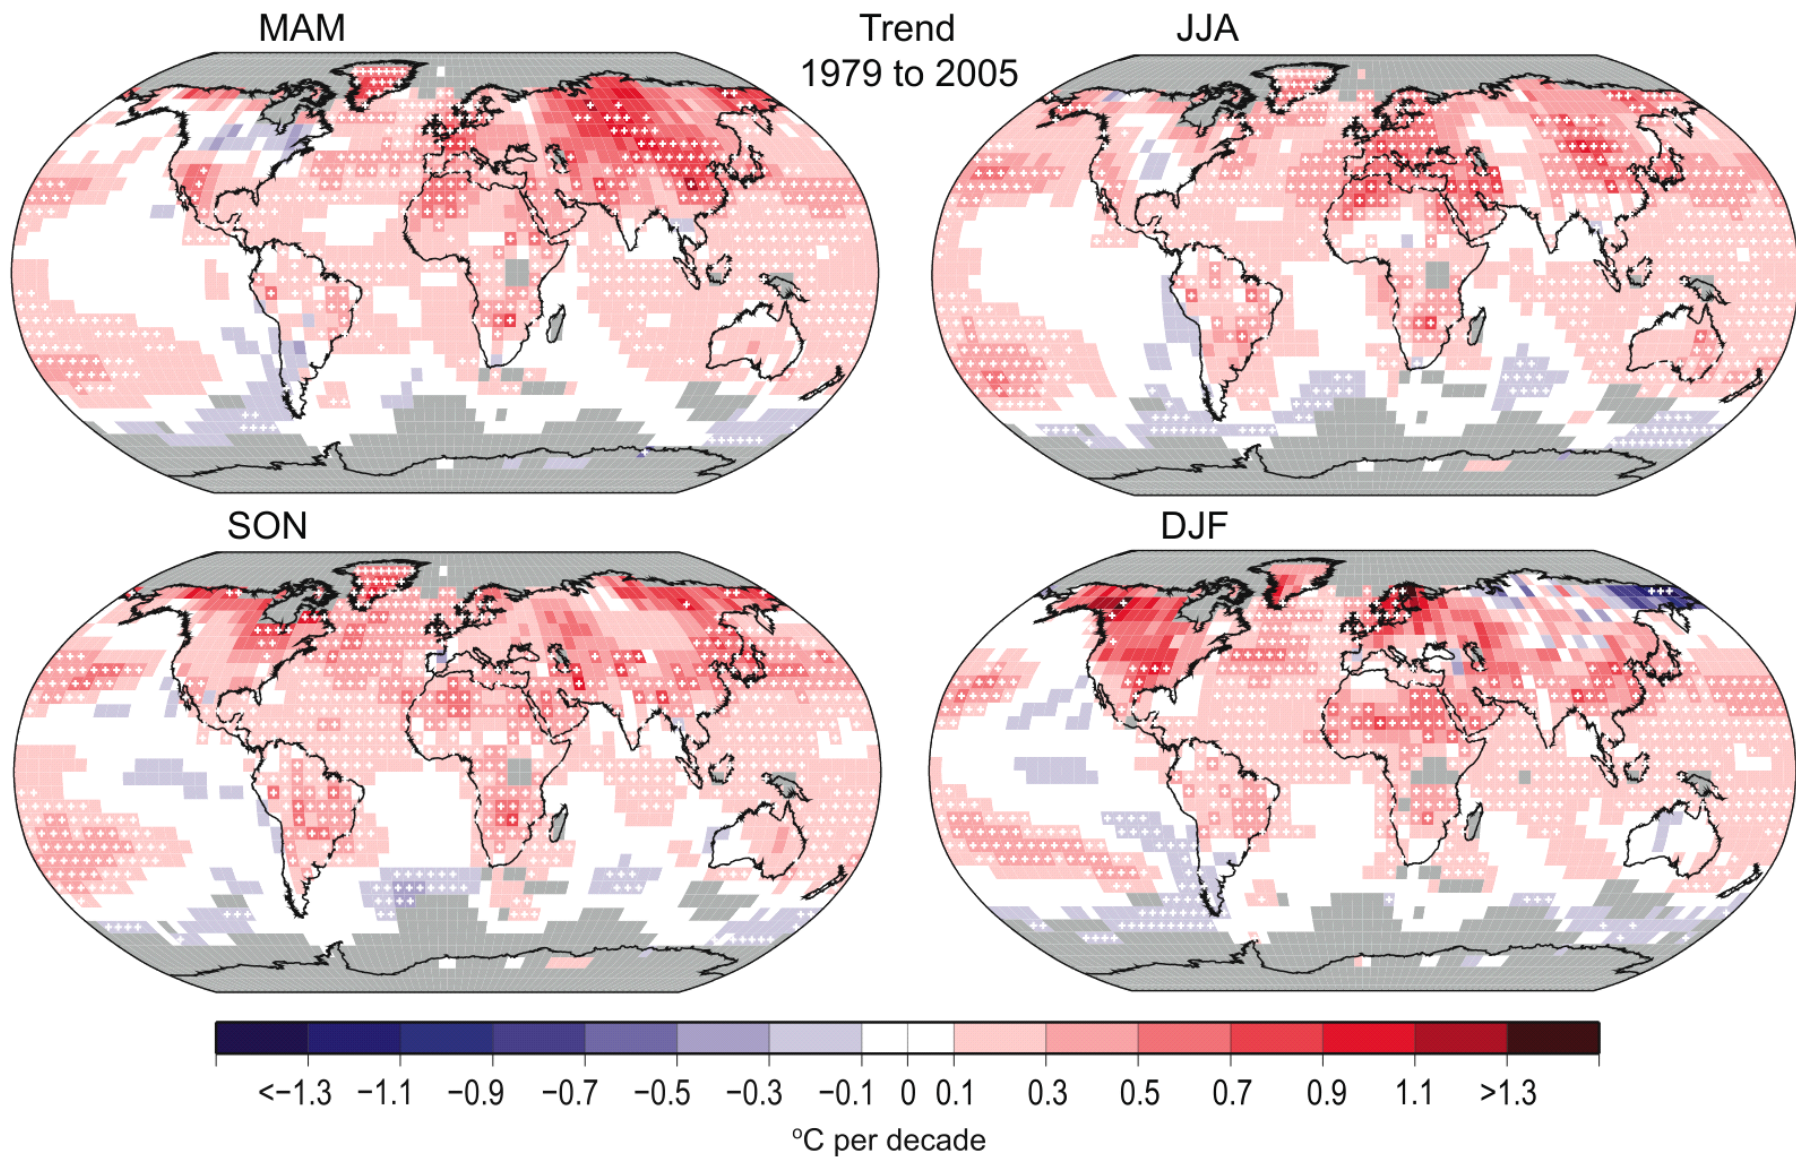 MAM
Trend
1979 to 2005
JJA
SON
DJF
<−1.3 −1.1 −0.9 −0.7 −0.5 −0.3 −0.1 0 0.1 0.3 0.5 0.7 0.9 1.1 >1.3
ºC per decade